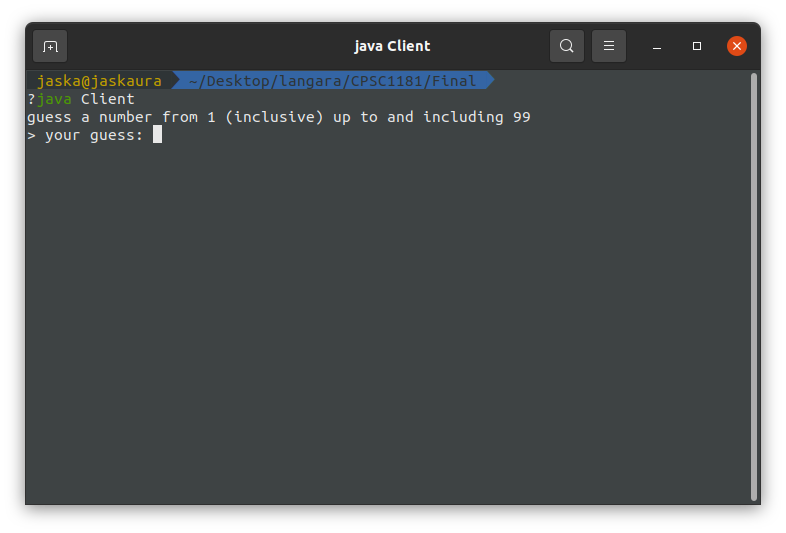 java Client
jaska@jaskaura ~/Desktop/langara/CPSC1181/Final
?java Client
guess a number from 1 (inclusive) up to and including 99
> your guess: